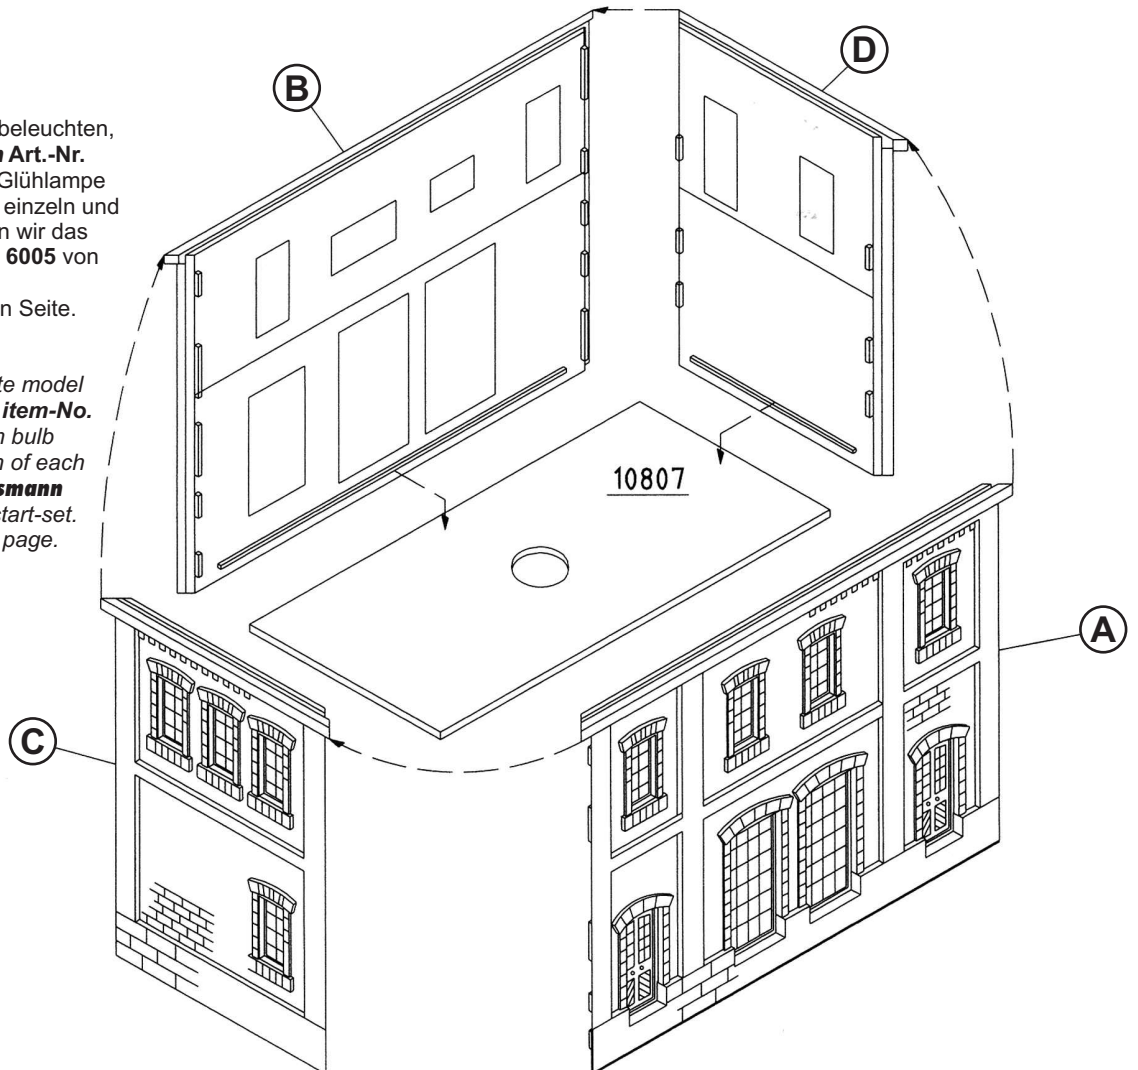 B
D
beleuchten,
Art.-Nr.
Glühlampe
einzeln und
n wir das
6005 von
n Seite.
te model
item-No.
n bulb
n of each
smann
start-set.
page.
10807
A
C